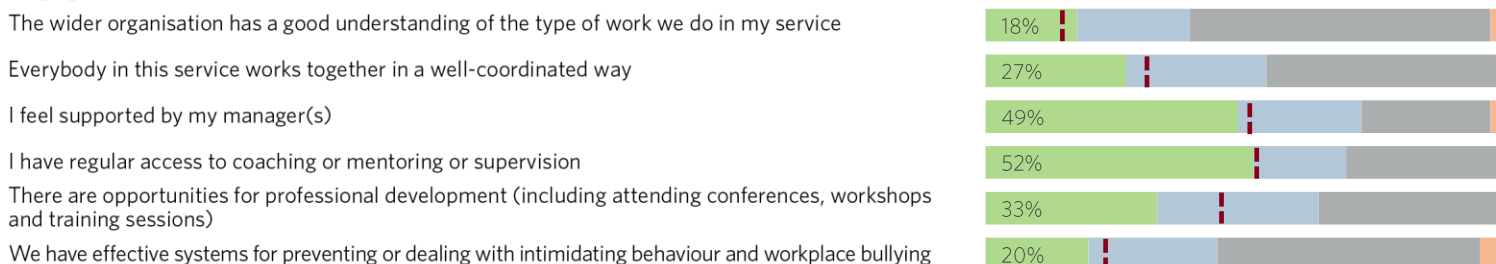 The wider organisation has a good understanding of the type of work we do in my service
18%
Everybody in this service works together in a well-coordinated way
27%
I feel supported by my manager(s)
49%
I have regular access to coaching or mentoring or supervision
52%
There are opportunities for professional development (including attending conferences, workshops
and training sessions)
33%
We have effective systems for preventing or dealing with intimidating behaviour and workplace bullying
20%